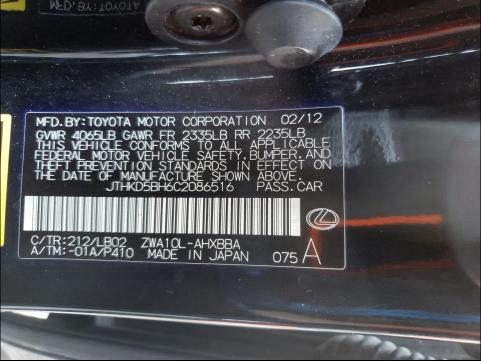 MFD.BY:TOYOTA MOTOR CORPORATION 02/12
GVWR 4065LB GAWR FR 2335LB RR 2235LB
THIS VEHICLE CONFORMS TO ALL APPLICABLE
FEDERAL MOTOR VEHICLE SAFETY,BUMPER,AND
THEFT PREVENTION STANDARDS IN EFFECT ON
THE DATE OF MANUFACTURE SHOWN ABOVE.
JTHKD5BH6C2086516 PASS.CAR
C/TR:212/LB02 ZWA10L-AHXBBA
A/TM:-01A/P410 MADE IN JAPAN 075 A